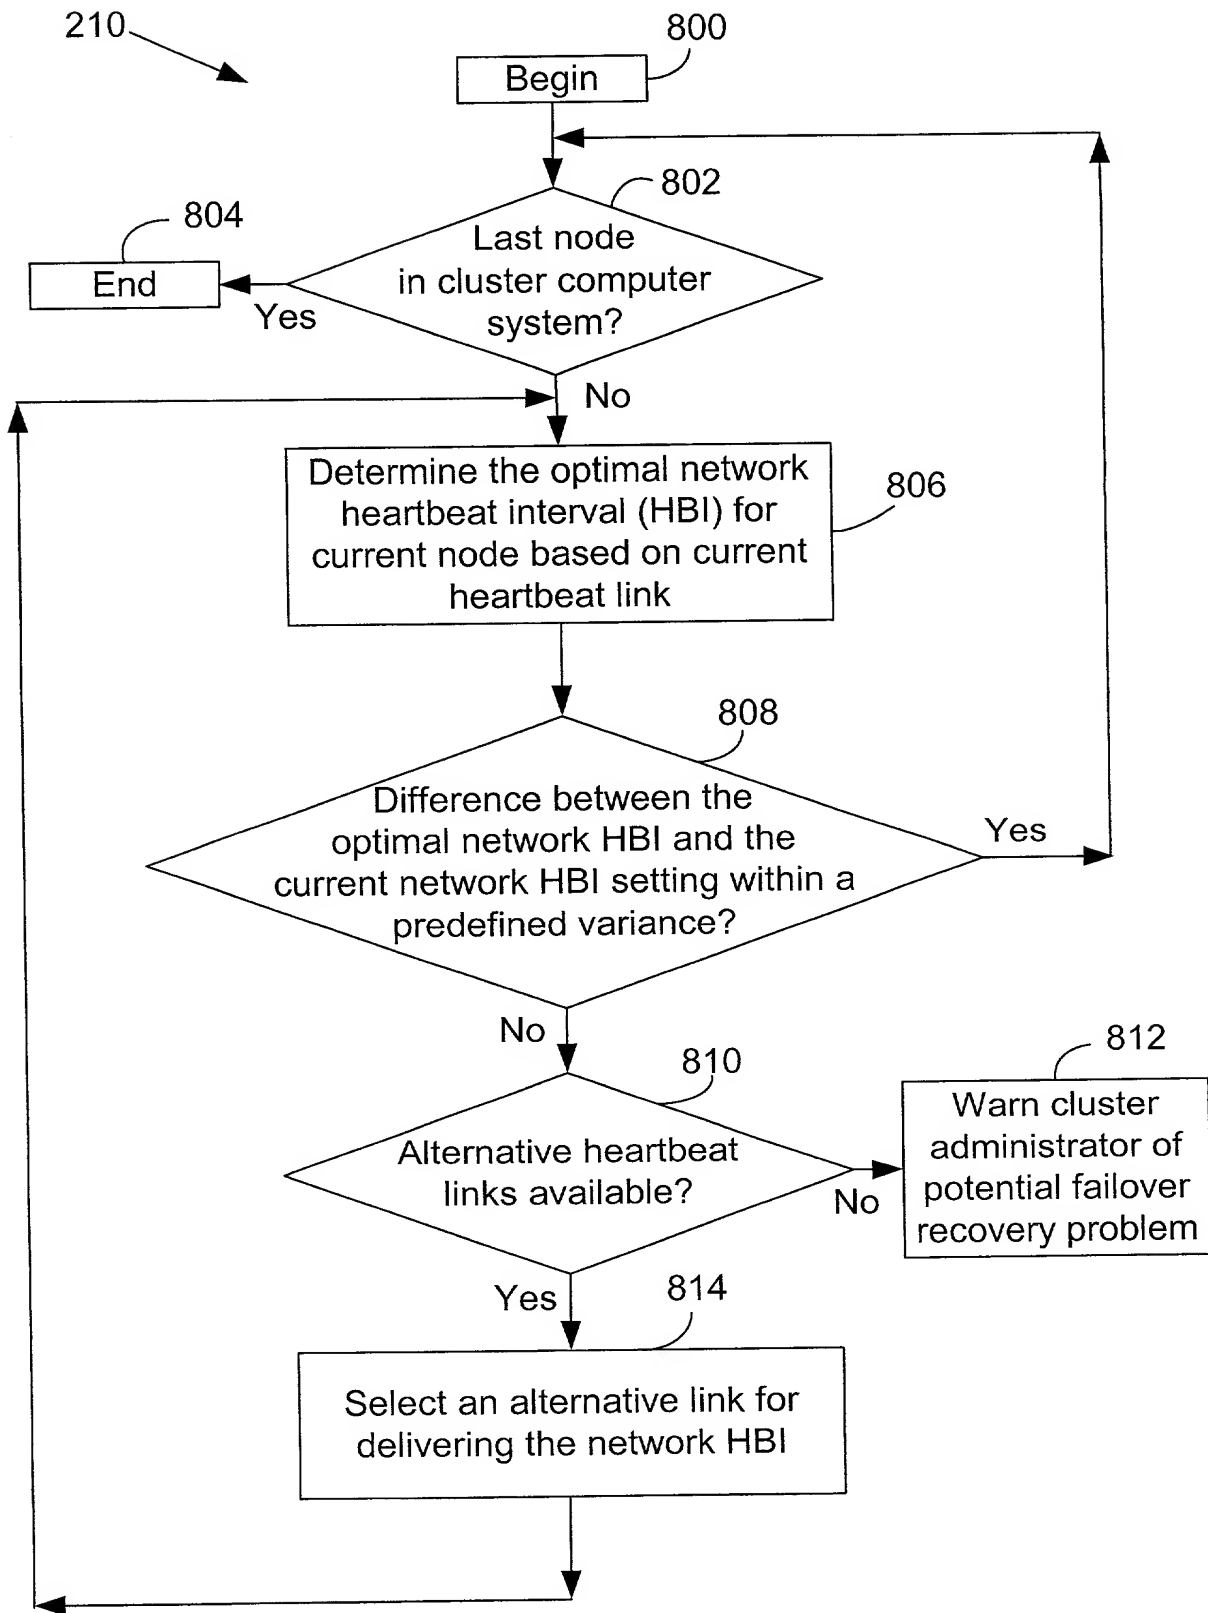 210
800
Begin
802
804
Last node
in cluster computer
system?
End
Yes
No
Determine the optimal network
heartbeat interval (HBI) for
current node based on current
heartbeat link
806
808
Difference between the
optimal network HBI and the
current network HBI setting within a
predefined variance?
Yes
No
810
812
Alternative heartbeat
links available?
No
Warn cluster
administrator of
potential failover
recovery problem
Yes
814
Select an alternative link for
delivering the network HBI